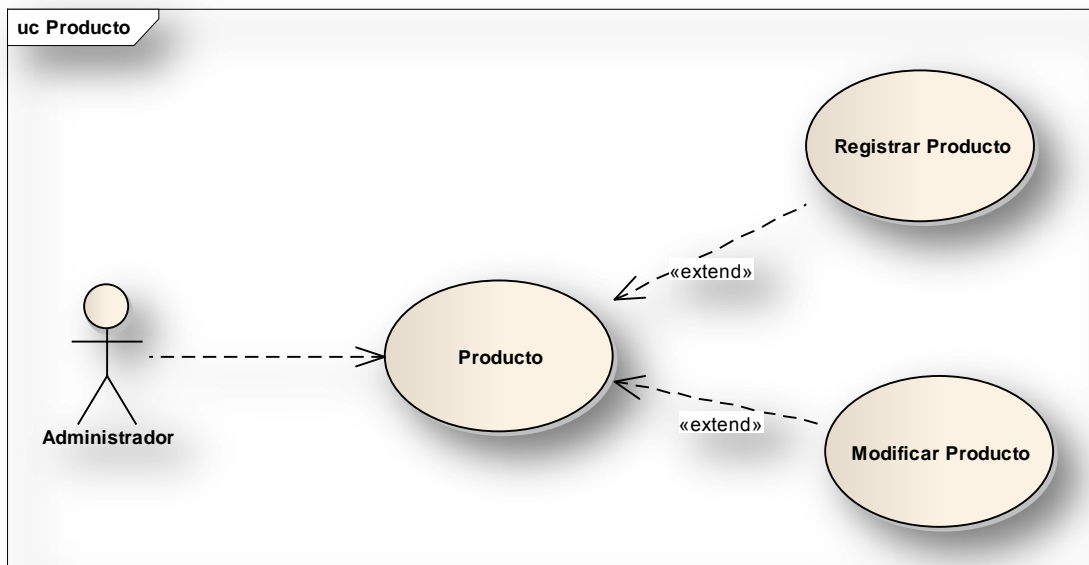 uc Producto
Registrar Producto
«extend»
Producto
«extend»
Administrador
Modificar Producto